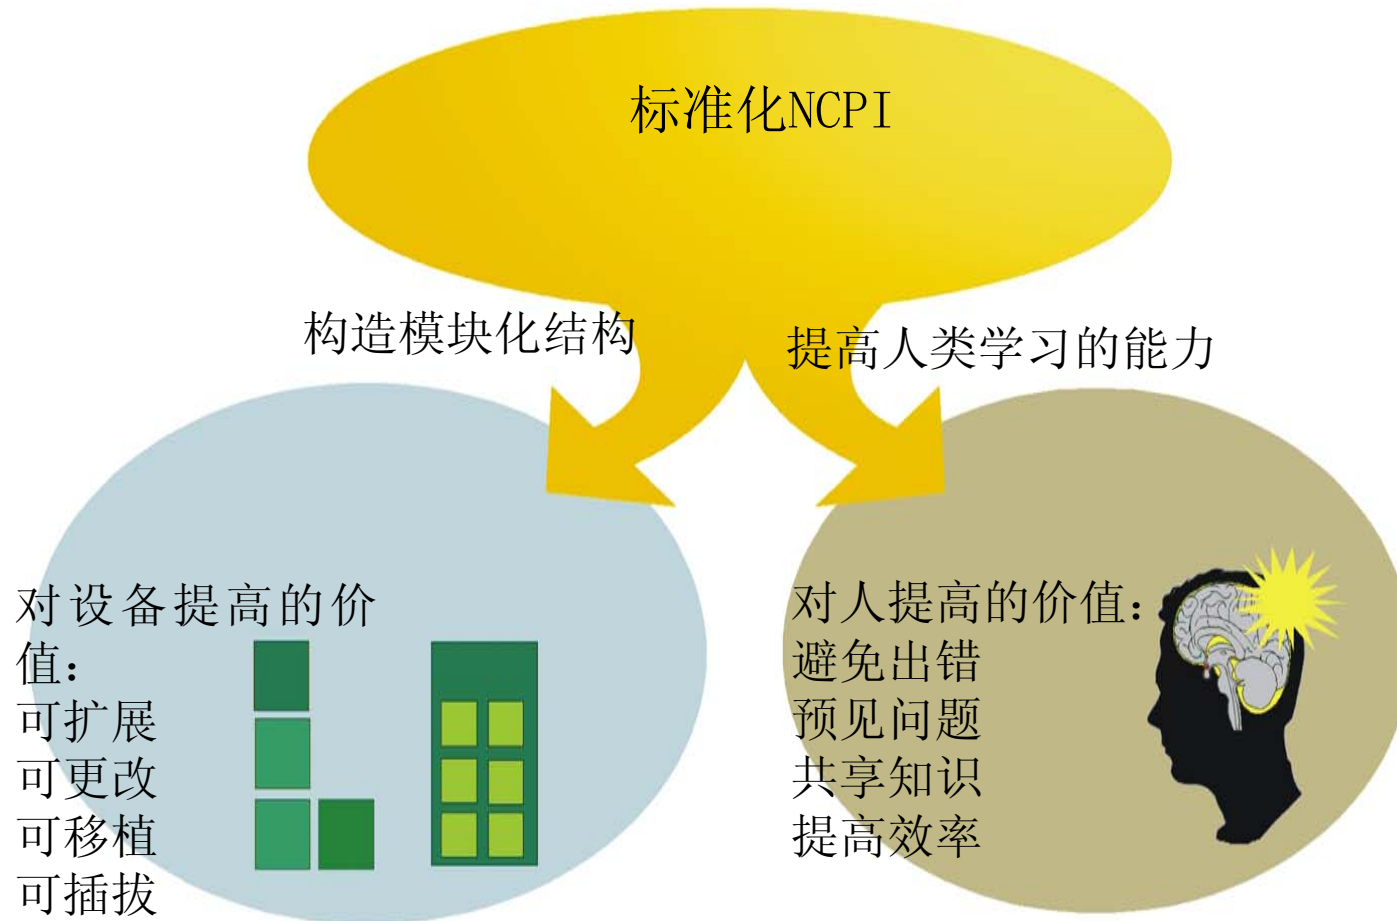 标准化NCPI
构造模块化结构
提高人类学习的能力
对设备提高的价
值：
可扩展
可更改
可移植
可插拔
对人提高的价值：
避免出错
预见问题
共享知识
提高效率